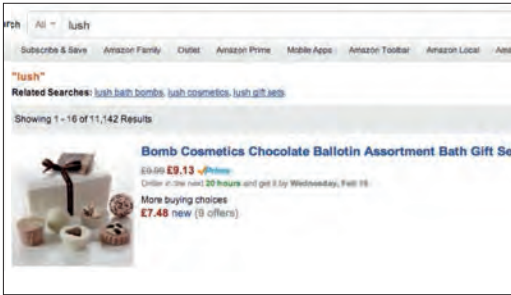 arch All lush
Subscribe & Save Amazon Family Outlet Amazon Prime Mobile Apps Amazon Toolbar Amazon Local Ama
"lush"
Related Searches: lush bath bombs, lush cosmetics, lush gift sets
Showing 1 - 16 of 11,142 Results
Bomb Cosmetics Chocolate Ballotin Assortment Bath Gift Se
£9.99 £9.13 Prime
Order in the next 20 hours and get it by Wednesday, Feb 19
More buying choices
£7.48 new (9 offers)